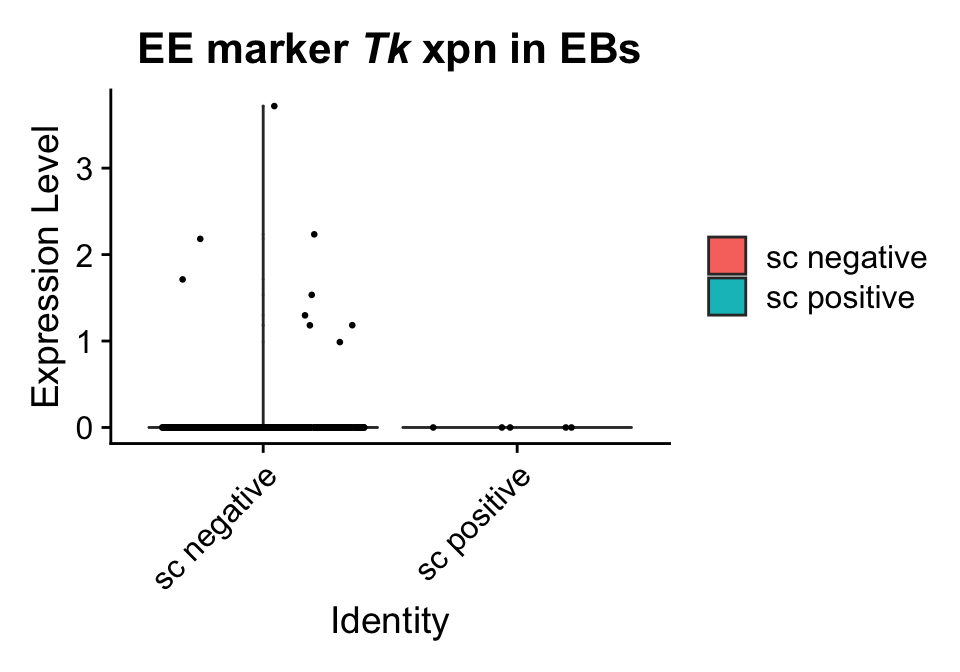 EE marker Tk xpn in EBs
Expression Level
3
2
1
0
sc negative
sc positive
Identity
sc negative
sc positive